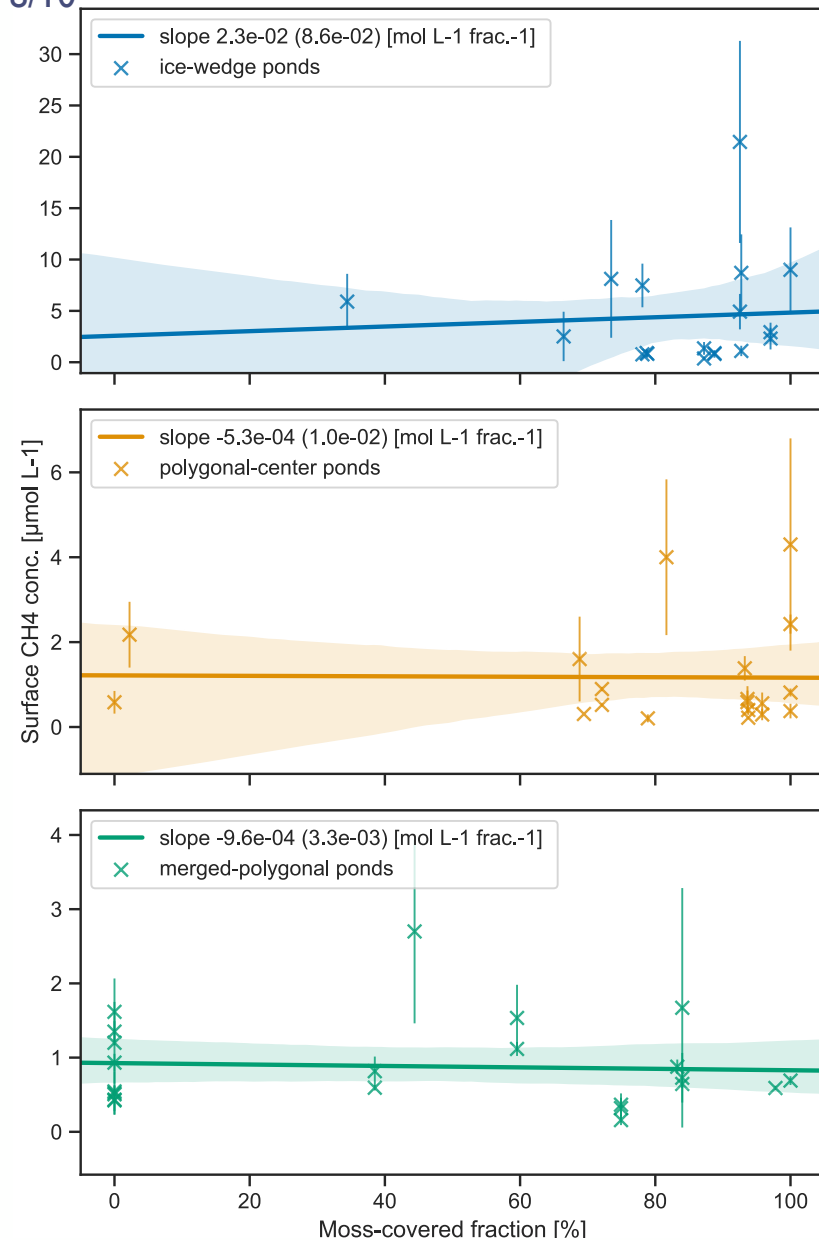 slope 2.3e-02 (8.6e-02) [mol L-1 frac.-1]
ice-wedge ponds
30
25
20
15
10
5
0
slope -5.3e-04 (1.0e-02) [mol L-1 frac.-1]
polygonal-center ponds
6
4
2
0
Surface CH4 conc. [μmol L-1]
slope -9.6e-04 (3.3e-03) [mol L-1 frac.-1]
merged-polygonal ponds
4
3
2
1
0
0 20 40 60 80 100
Moss-covered fraction [%]